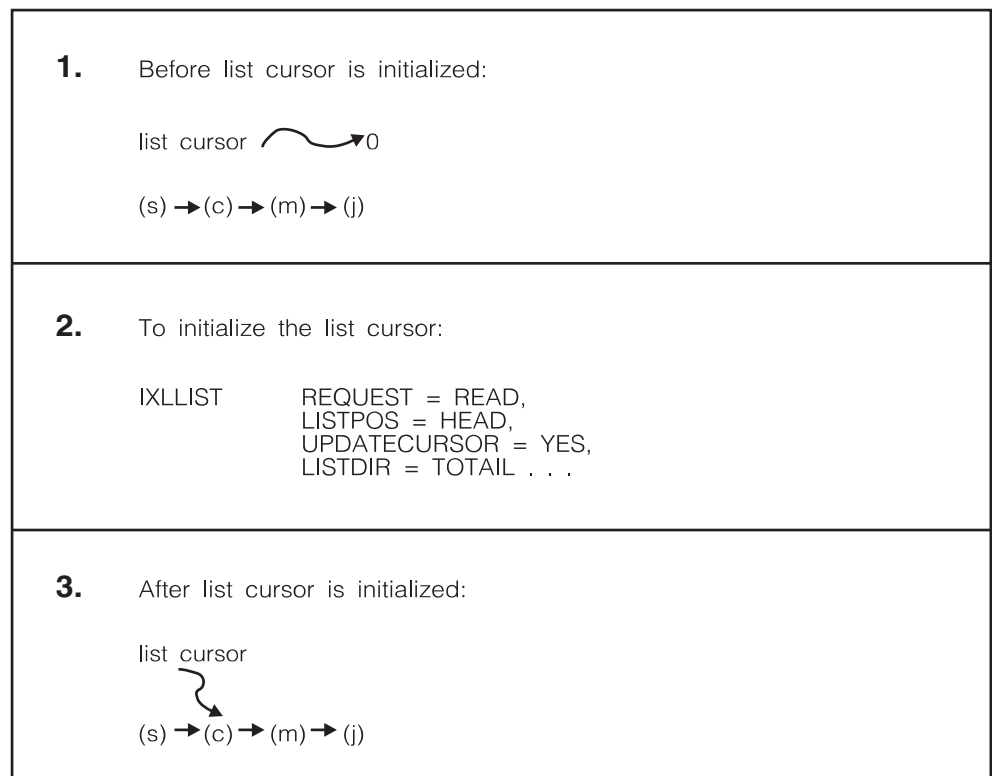 1. Before list cursor is initialized:
list cursor 0
(s) → (c) → (m) → (j)
2. To initialize the list cursor:
IXLLIST REQUEST = READ,
LISTPOS = HEAD,
UPDATECURSOR = YES,
LISTDIR = TOTAIL . . .
3. After list cursor is initialized:
list cursor
(s) → (c) → (m) → (j)